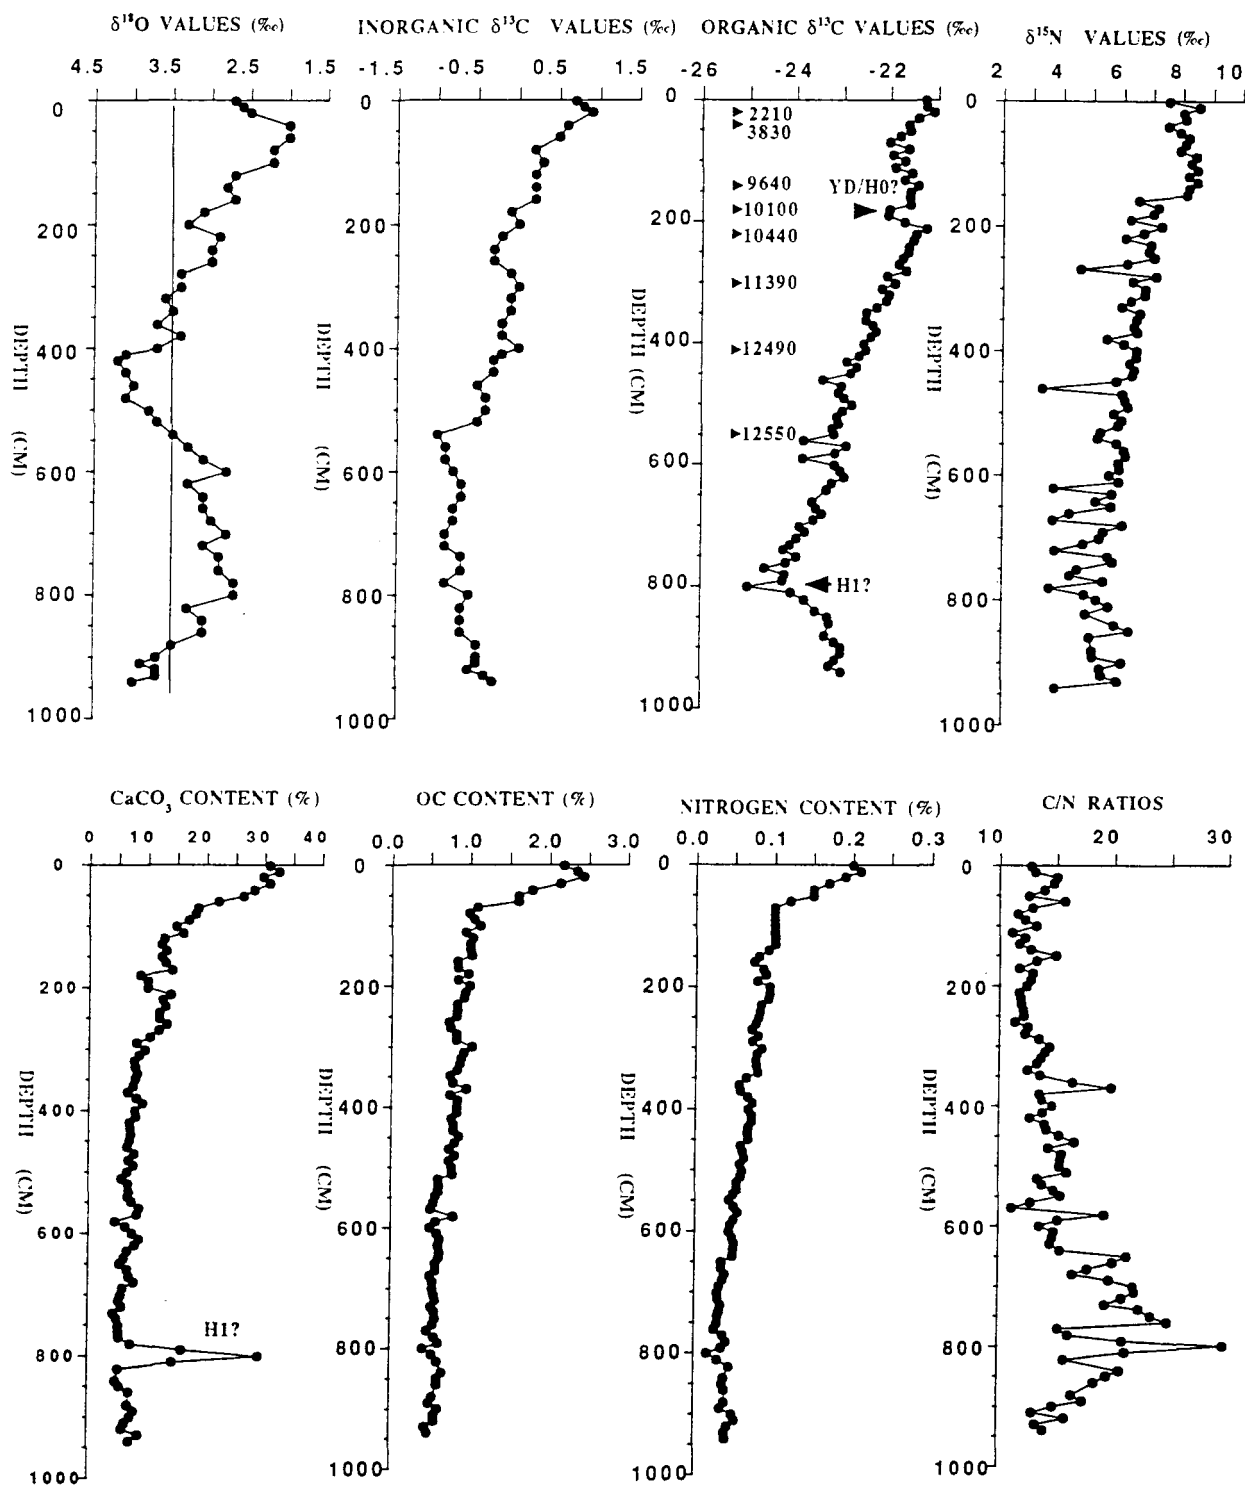 δ¹⁸O VALUES (‰)
4.5 3.5 2.5 1.5
0
200
400
600
800
1000
DEPTH (CM)
INORGANIC δ¹³C VALUES (‰)
-1.5 -0.5 0.5 1.5
0
200
400
600
800
1000
DEPTH (CM)
ORGANIC δ¹³C VALUES (‰)
-26 -24 -22
0
200
400
600
800
1000
DEPTH (CM)
2210
3830
9640
10100
10440
11390
12490
12550
YD/H0?
H1?
δ¹⁵N VALUES (‰)
2 4 6 8 10
0
200
400
600
800
1000
DEPTH (CM)
CaCO₃ CONTENT (%)
0 10 20 30 40
0
200
400
600
800
1000
DEPTH (CM)
H1?
OC CONTENT (%)
0.0 1.0 2.0 3.0
0
200
400
600
800
1000
DEPTH (CM)
NITROGEN CONTENT (%)
0.0 0.1 0.2 0.3
0
200
400
600
800
1000
DEPTH (CM)
C/N RATIOS
10 20 30
0
200
400
600
800
1000
DEPTH (CM)